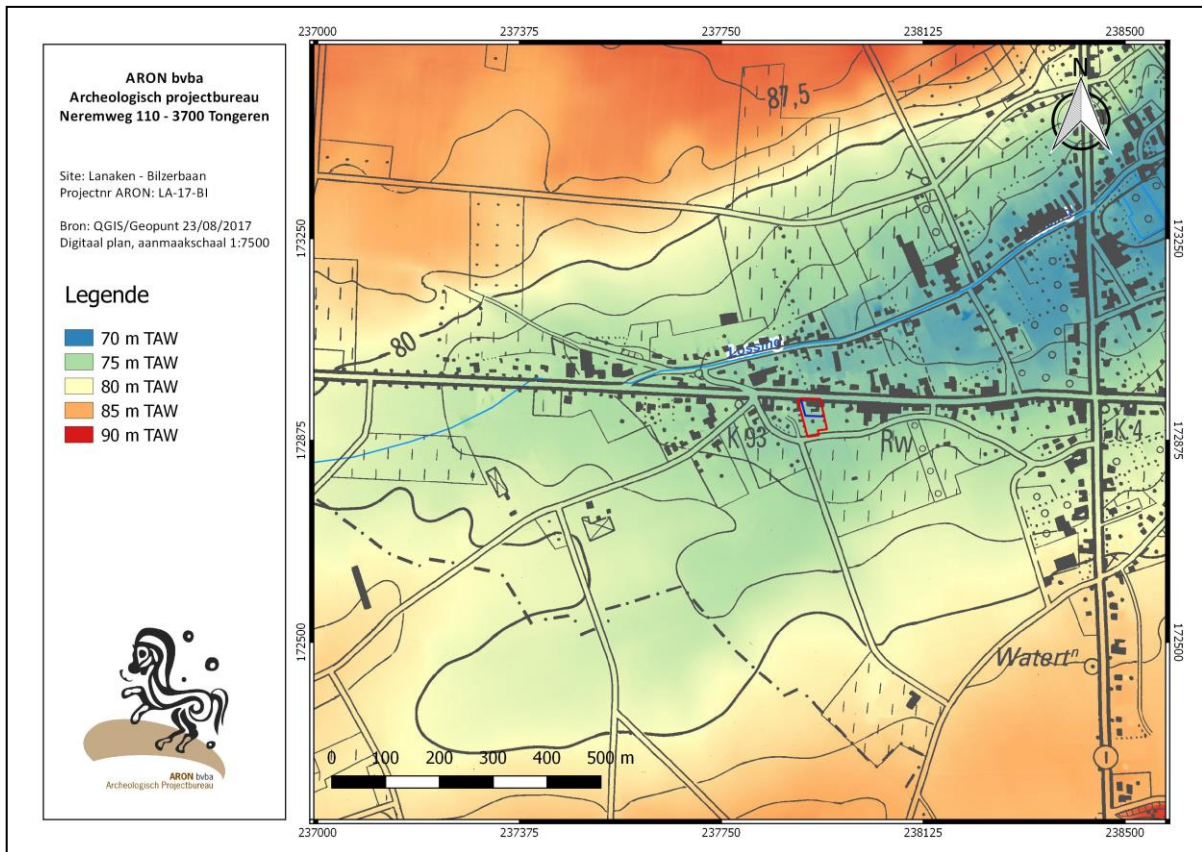 ARON bvba
Archeologisch projectbureau
Neremweg 110 - 3700 Tongeren
Site: Lanaken - Bilzerbaan
Projectnr ARON: LA-17-BI
Bron: QGIS/Geopunt 23/08/2017
Digitaal plan, aanmaakschaal 1:7500
Legende
70 m TAW
75 m TAW
80 m TAW
85 m TAW
90 m TAW
ARON bvba
Archeologisch Projectbureau
237000 237375 237750 238125 238500
173250 173250
172875 172875
172500 172500
237000 237375 237750 238125 238500
N
87,5
80
Lossing
K 93
Rw
K 4
Watertⁿ
I
0 100 200 300 400 500 m